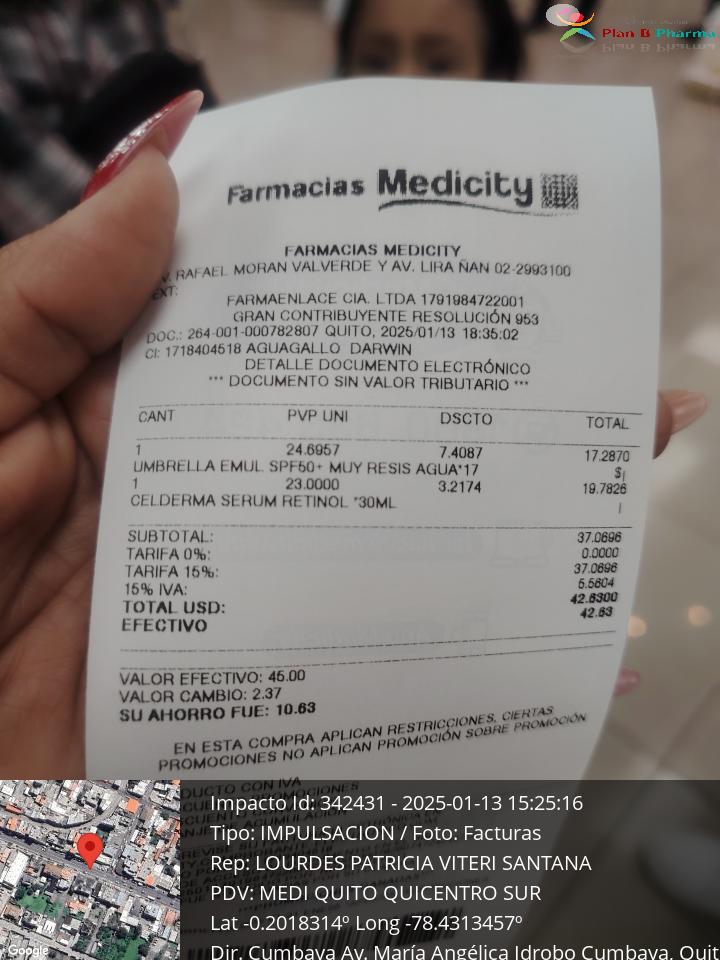 Plan B Pharma
Farmacias Medicity
FARMACIAS MEDICITY
V. RAFAEL MORAN VALVERDE Y AV. LIRA ÑAN 02-2993100
EXT:
FARMAENLACE CIA. LTDA 1791984722001
GRAN CONTRIBUYENTE RESOLUCIÓN 953
DOC.: 264-001-000782807 QUITO, 2025/01/13 18:35:02
CI: 1718404518 AGUAGALLO DARWIN
DETALLE DOCUMENTO ELECTRÓNICO
*** DOCUMENTO SIN VALOR TRIBUTARIO ***
CANT PVP UNI DSCTO TOTAL
1 24.6957 7.4087 17.2870
UMBRELLA EMUL SPF50+ MUY RESIS AGUA*17 $
1 23.0000 3.2174 19.7826
CELDERMA SERUM RETINOL *30ML
SUBTOTAL: 37.0696
TARIFA 0%: 0.0000
TARIFA 15%: 37.0696
15% IVA: 5.5604
TOTAL USD: 42.6300
EFECTIVO 42.63
VALOR EFECTIVO: 45.00
VALOR CAMBIO: 2.37
SU AHORRO FUE: 10.63
EN ESTA COMPRA APLICAN RESTRICCIONES, CIERTAS
PROMOCIONES NO APLICAN PROMOCIÓN SOBRE PROMOCIÓN
DUCTO CON IVA
Impacto Id: 342431 - 2025-01-13 15:25:16
Tipo: IMPULSACION / Foto: Facturas
Rep: LOURDES PATRICIA VITERI SANTANA
PDV: MEDI QUITO QUICENTRO SUR
Lat -0.2018314º Long -78.4313457º
Dir. Cumbaya Av. María Angélica Idrobo Cumbaya, Quit
Google